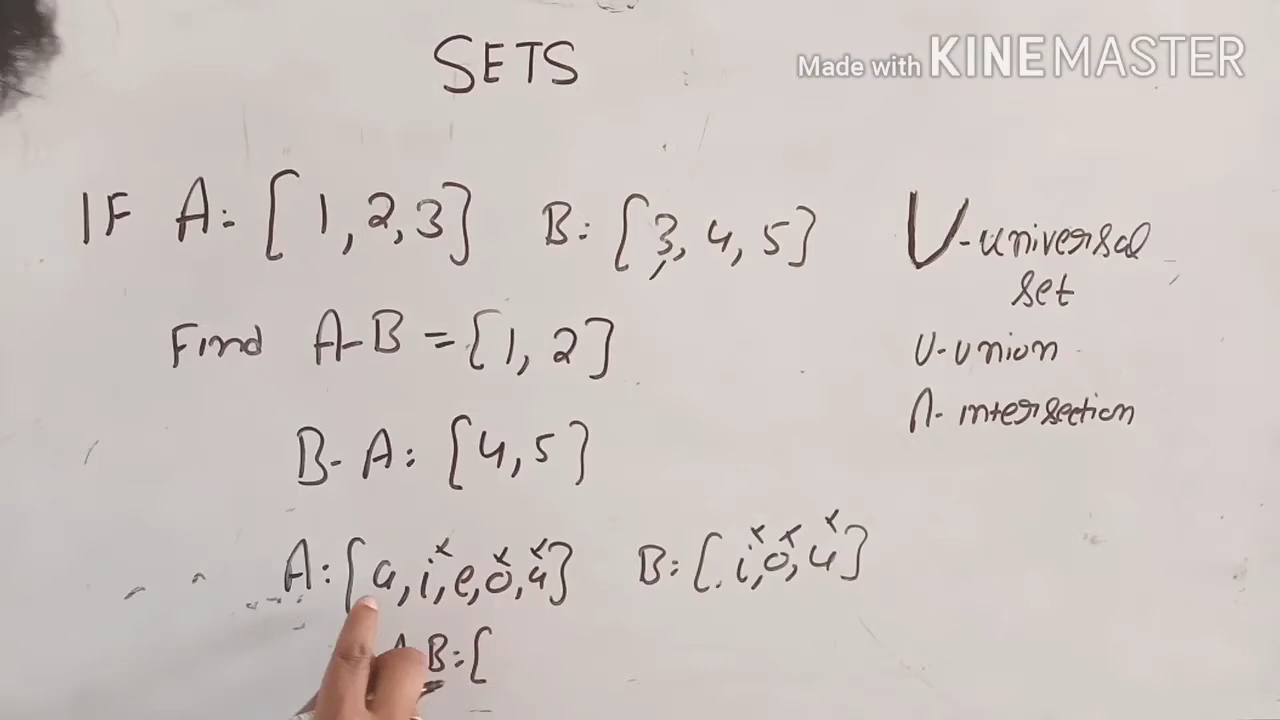 SETS
Made with KINEMASTER
IF A: [1, 2, 3] B: {3, 4, 5}
U-universal
set
Find A-B = {1, 2}
U-union
∩- intersection
B- A: {4, 5}
A: {a, i, e, o, u} B: {i, o, u}
B: {